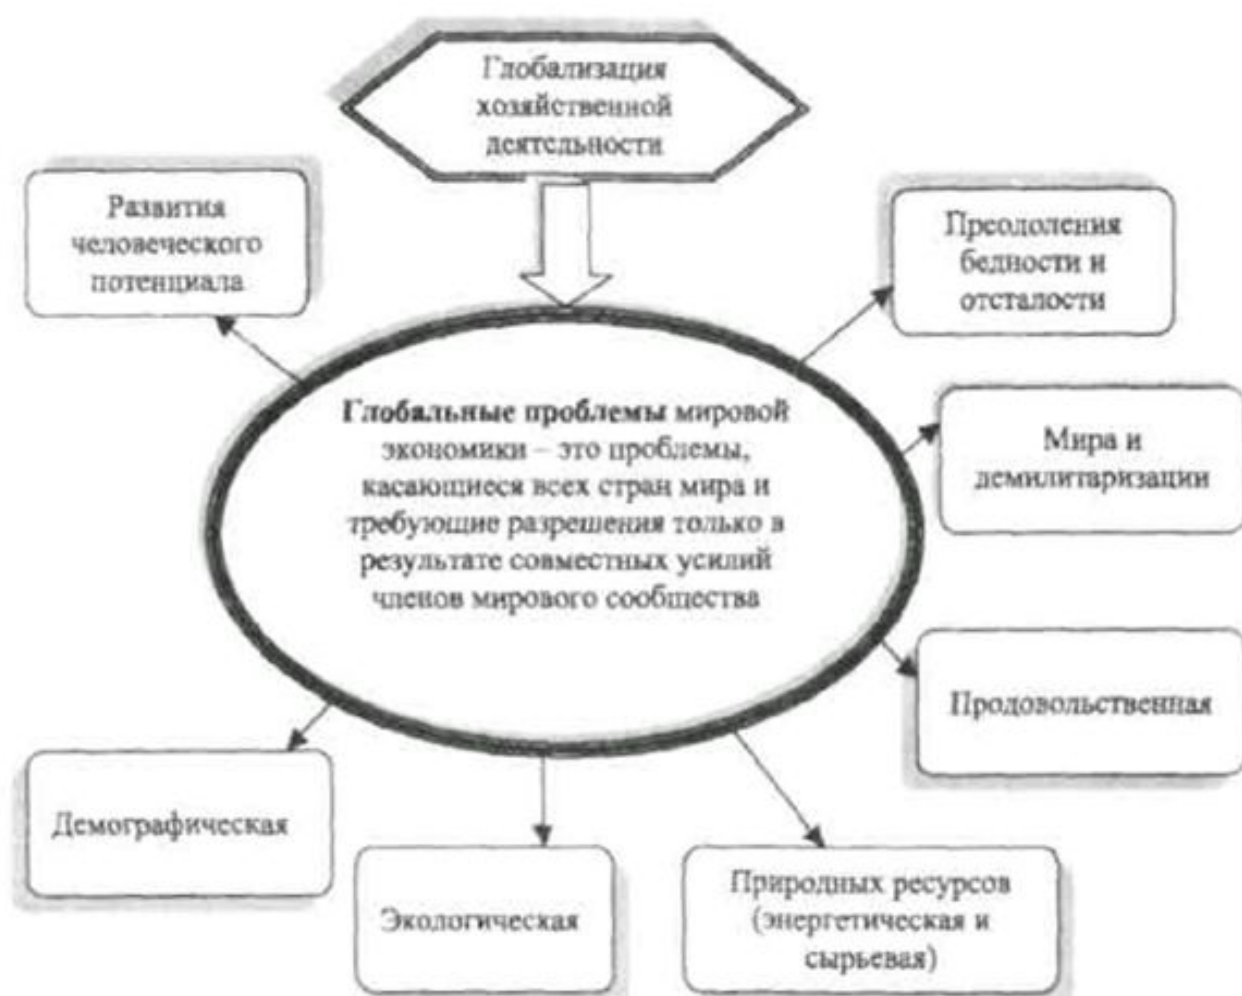 Глобализация
хозяйственной
деятельности
Развития
человеческого
потенциала
Преодоления
бедности и
отсталости
Глобальные проблемы мировой
экономики – это проблемы,
касающиеся всех стран мира и
требующие разрешения только в
результате совместных усилий
членов мирового сообщества
Мира и
демилитаризации
Продовольственная
Демографическая
Экологическая
Природных ресурсов
(энергетическая и
сырьевая)